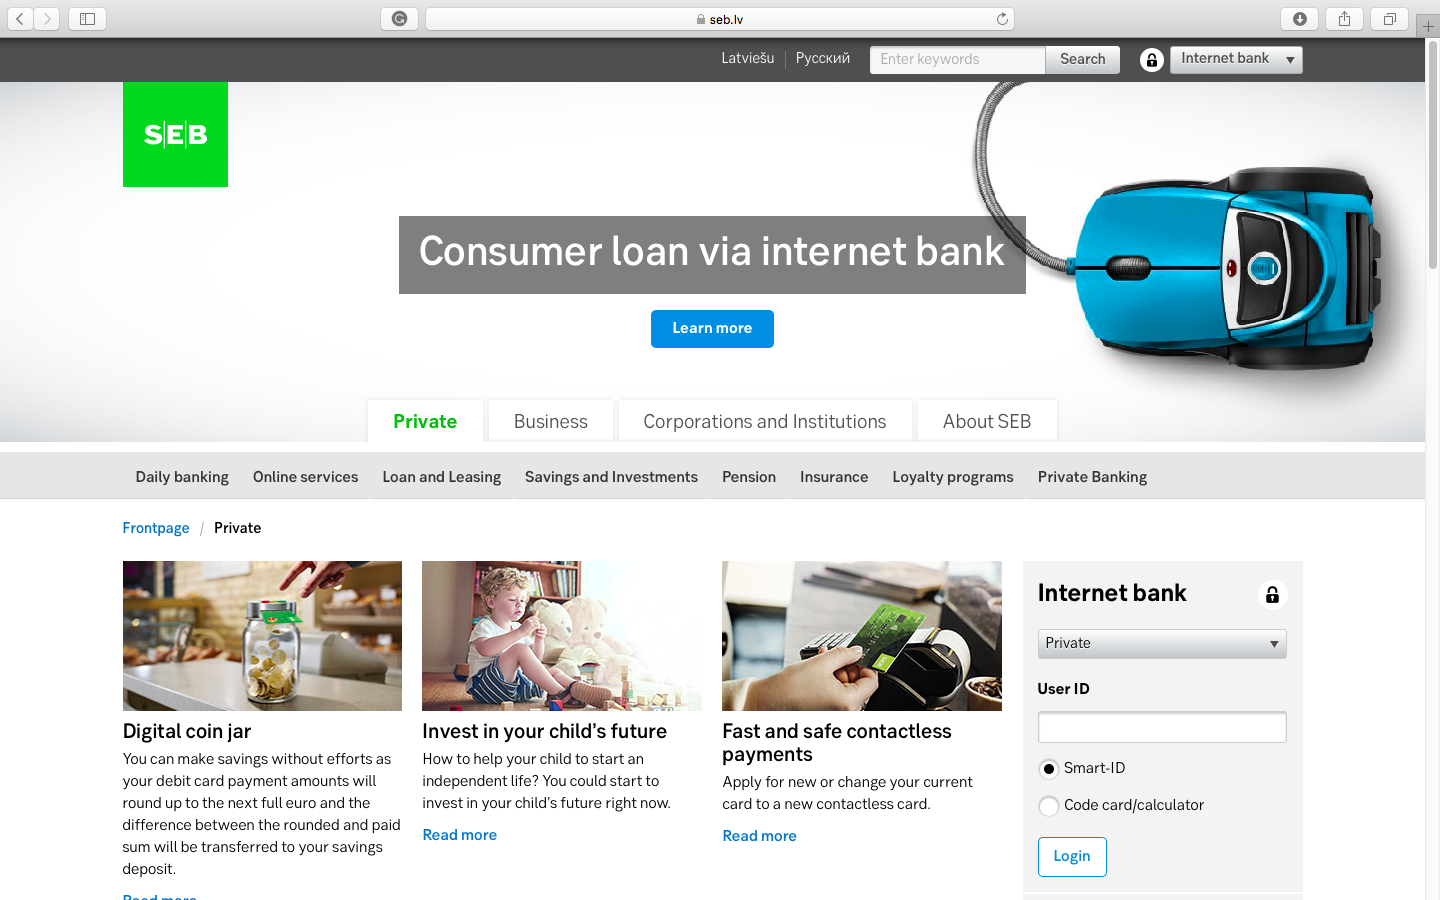 seb.lv
Latviešu
Русский
Enter keywords
Search
Internet bank
S|E|B
Consumer loan via internet bank
Learn more
Private
Business
Corporations and Institutions
About SEB
Daily banking
Online services
Loan and Leasing
Savings and Investments
Pension
Insurance
Loyalty programs
Private Banking
Frontpage / Private
Digital coin jar
You can make savings without efforts as
your debit card payment amounts will
round up to the next full euro and the
difference between the rounded and paid
sum will be transferred to your savings
deposit.
Read more
Invest in your child’s future
How to help your child to start an
independent life? You could start to
invest in your child’s future right now.
Read more
Fast and safe contactless
payments
Apply for new or change your current
card to a new contactless card.
Read more
Internet bank
Private
User ID
Smart-ID
Code card/calculator
Login